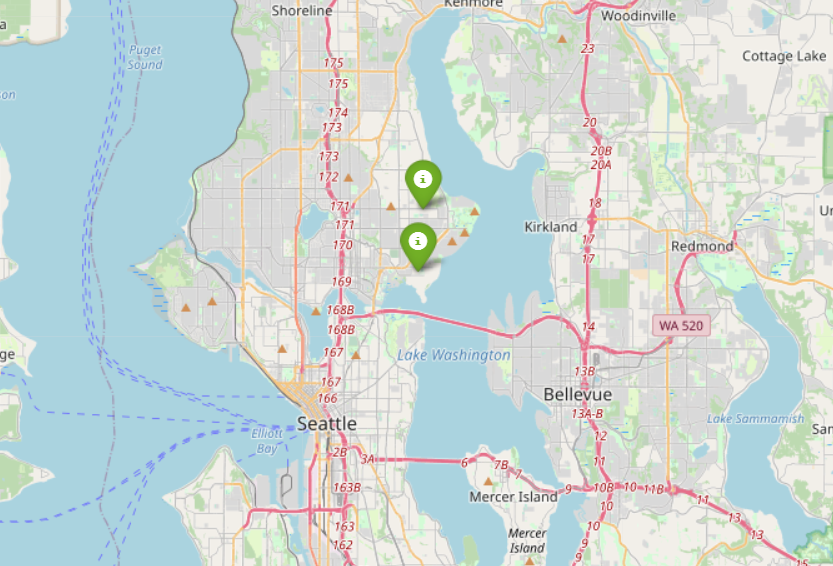 Kenmore
Shoreline
Woodinville
Puget
Sound
23
Cottage Lake
175
175
174
173
20
20B
20A
173
172
i
171
18
171
Kirkland
17
170
i
Redmond
17
169
168B
14
WA 520
168B
167
Lake Washington
13B
167
166
Bellevue
13A-B
Lake Sammamish
Seattle
Elliott
Bay
12
2B
3A
6
7B
7
11
163B
Mercer Island
9
10B
10
11B
11
163
10
13
Mercer
Island
162
10
9
13
15